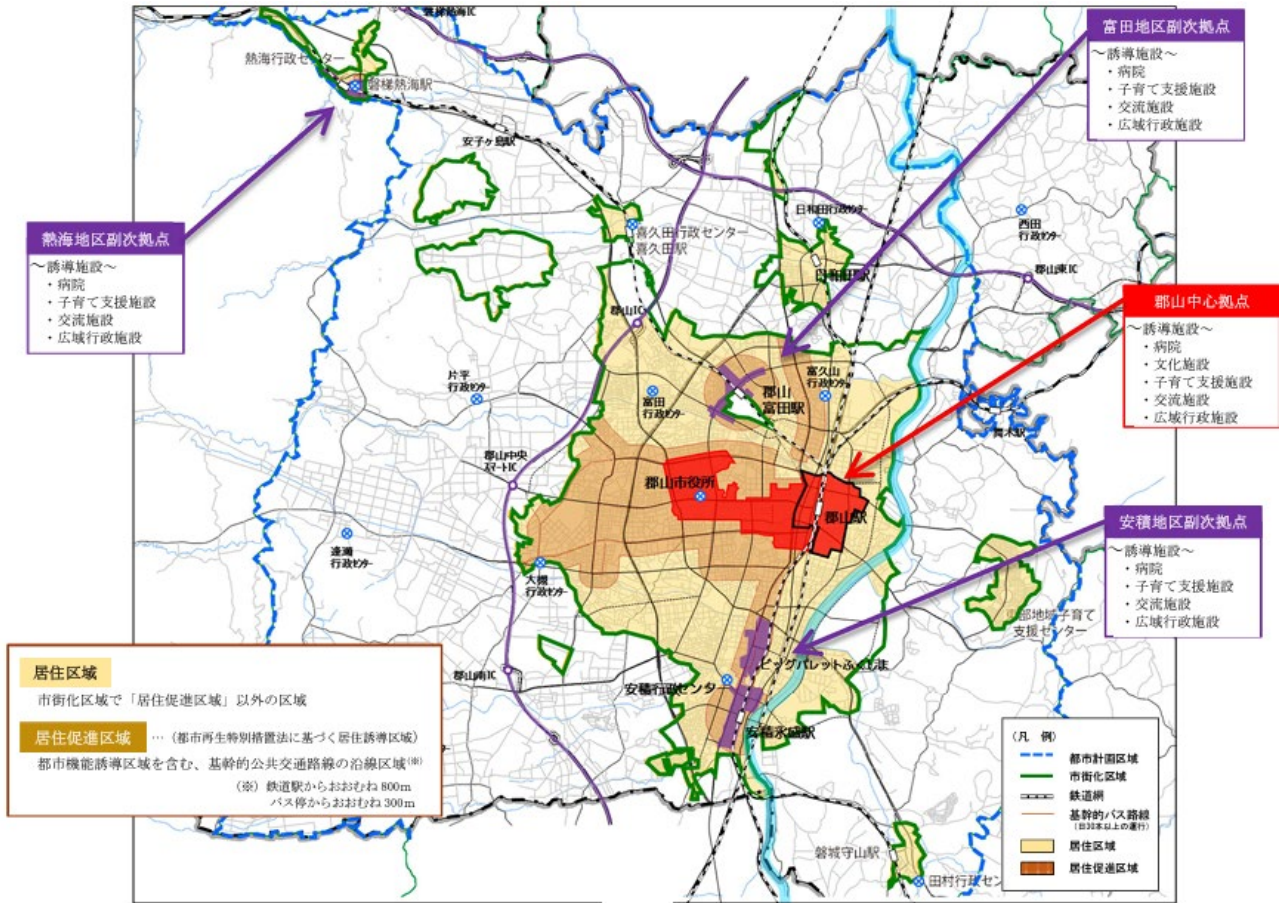 富田地区副次拠点
～誘導施設～
・病院
・子育て支援施設
・交流施設
・広域行政施設
熱海行政センター
磐梯熱海駅
磐梯熱海IC
安子ヶ島駅
熱海地区副次拠点
～誘導施設～
・病院
・子育て支援施設
・交流施設
・広域行政施設
喜久田行政センター
喜久田駅
日和田行政センター
日和田駅
西田
行政センター
郡山東IC
郡山中心拠点
～誘導施設～
・病院
・文化施設
・子育て支援施設
・交流施設
・広域行政施設
郡山IC
片平
行政センター
富田
行政センター
郡山
富田駅
富久山
行政センター
舞木駅
郡山中央
スマートIC
郡山市役所
郡山駅
逢瀬
行政センター
大槻
行政センター
安積地区副次拠点
～誘導施設～
・病院
・子育て支援施設
・交流施設
・広域行政施設
部地域子育て
支援センター
ビッグパレットふくしま
郡山南IC
安積行政センタ
安積永盛駅
磐城守山駅
田村行政セン
居住区域
市街化区域で「居住促進区域」以外の区域
居住促進区域 …（都市再生特別措置法に基づく居住誘導区域）
都市機能誘導区域を含む、基幹的公共交通路線の沿線区域(※)
(※) 鉄道駅からおおむね 800m
バス停からおおむね 300m
（凡 例）
都市計画区域
市街化区域
鉄道網
基幹的バス路線
（日30本以上の運行）
居住区域
居住促進区域